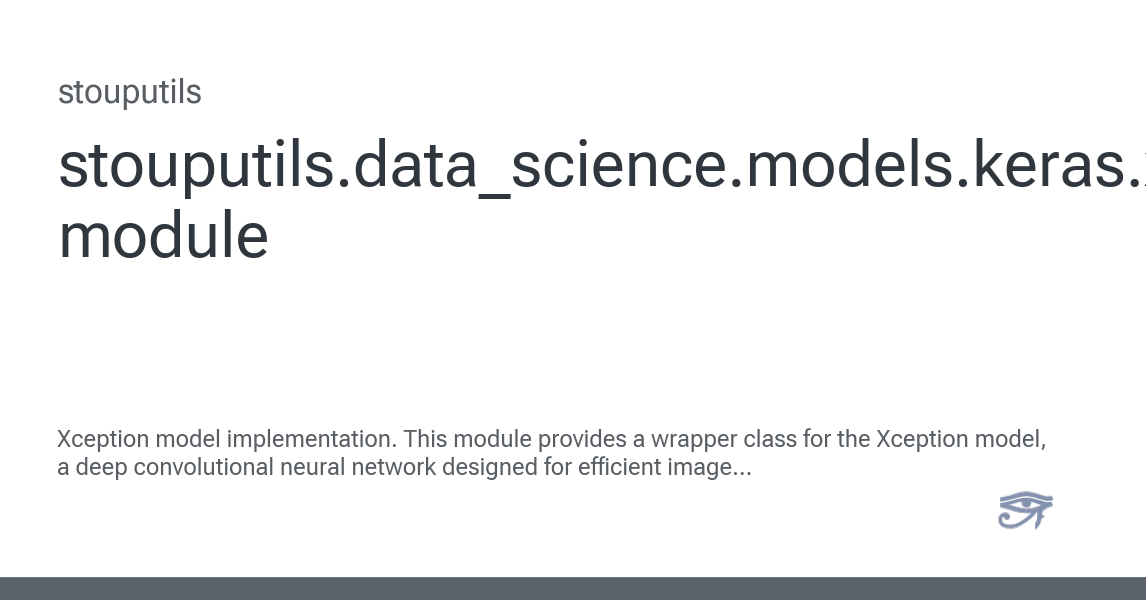 stouputils
stouputils.data_science.models.keras.
module
Xception model implementation. This module provides a wrapper class for the Xception model,
a deep convolutional neural network designed for efficient image...